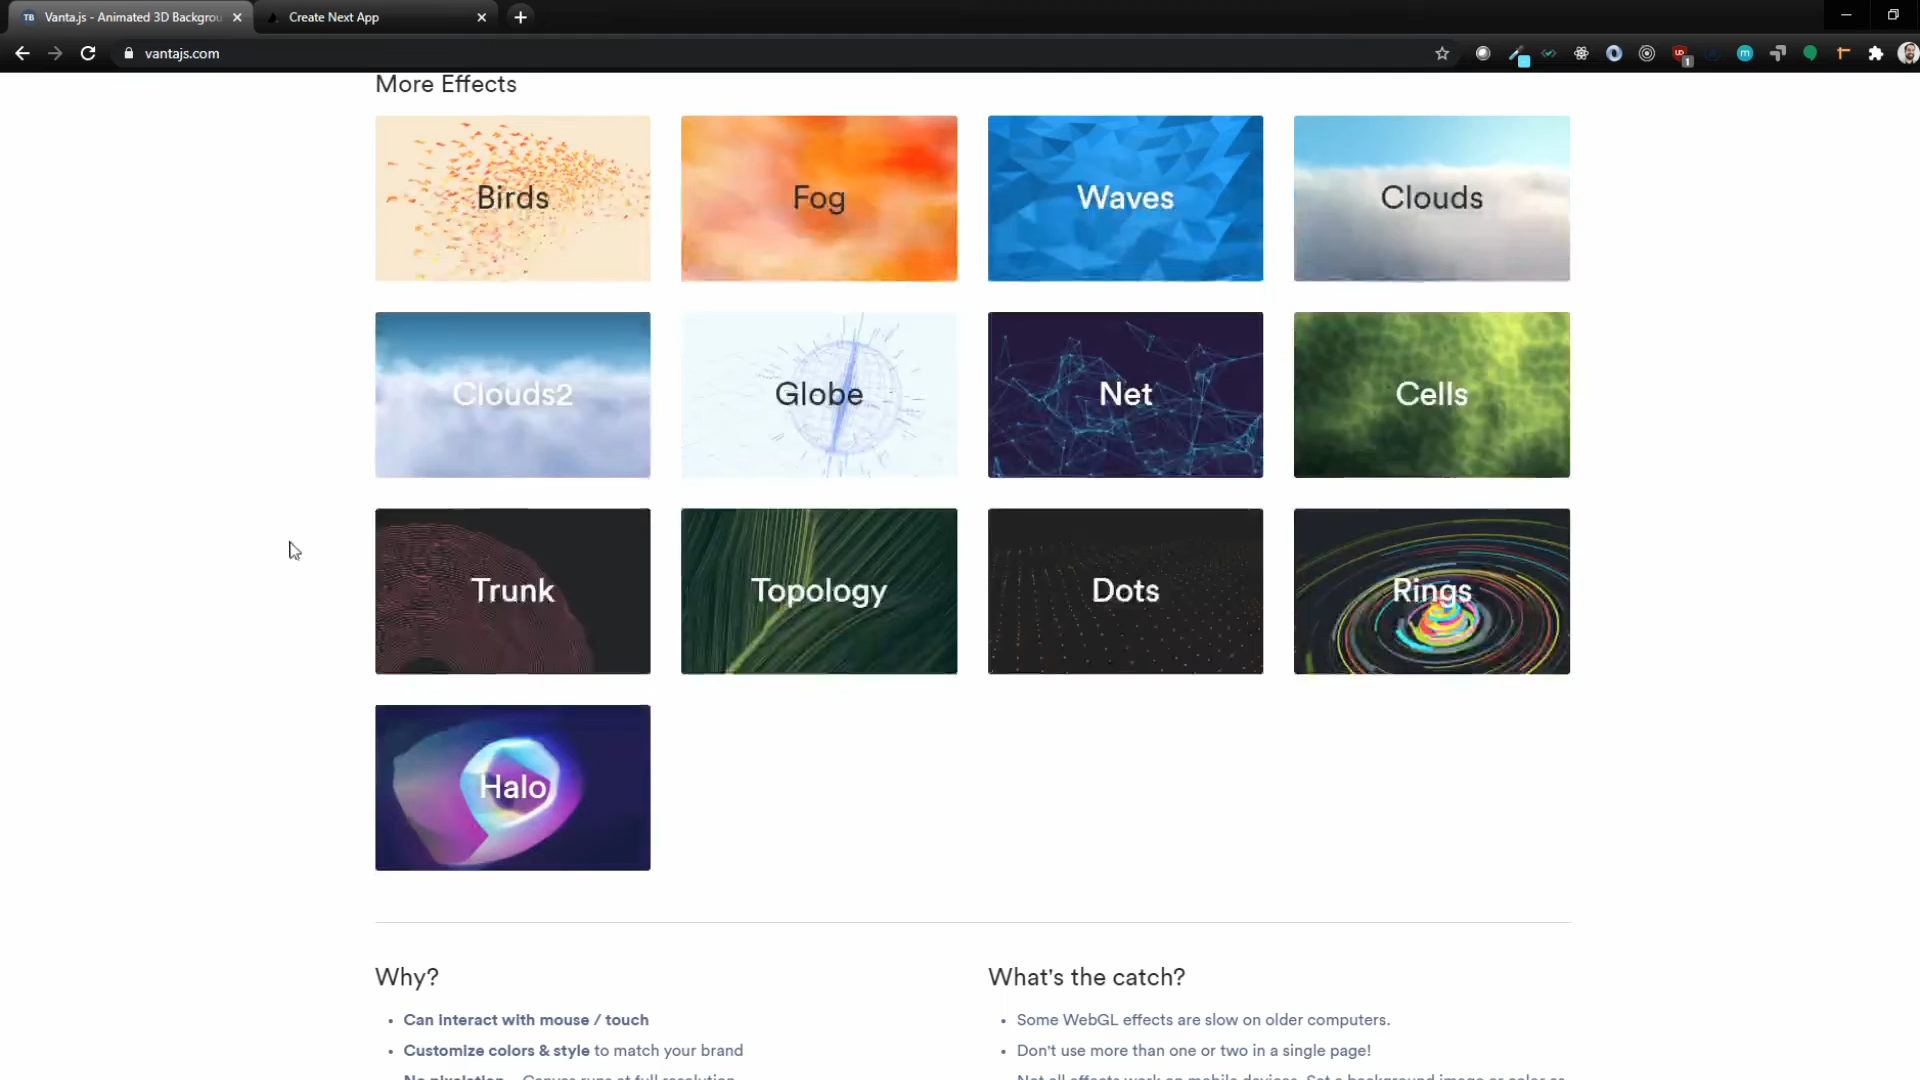 Vanta.js - Animated 3D Backgrou
Create Next App
vantajs.com
1
More Effects
Birds
Fog
Waves
Clouds
Clouds2
Globe
Net
Cells
Trunk
Topology
Dots
Rings
Halo
Why?
Can interact with mouse / touch
Customize colors & style to match your brand
What's the catch?
Some WebGL effects are slow on older computers.
Don't use more than one or two in a single page!